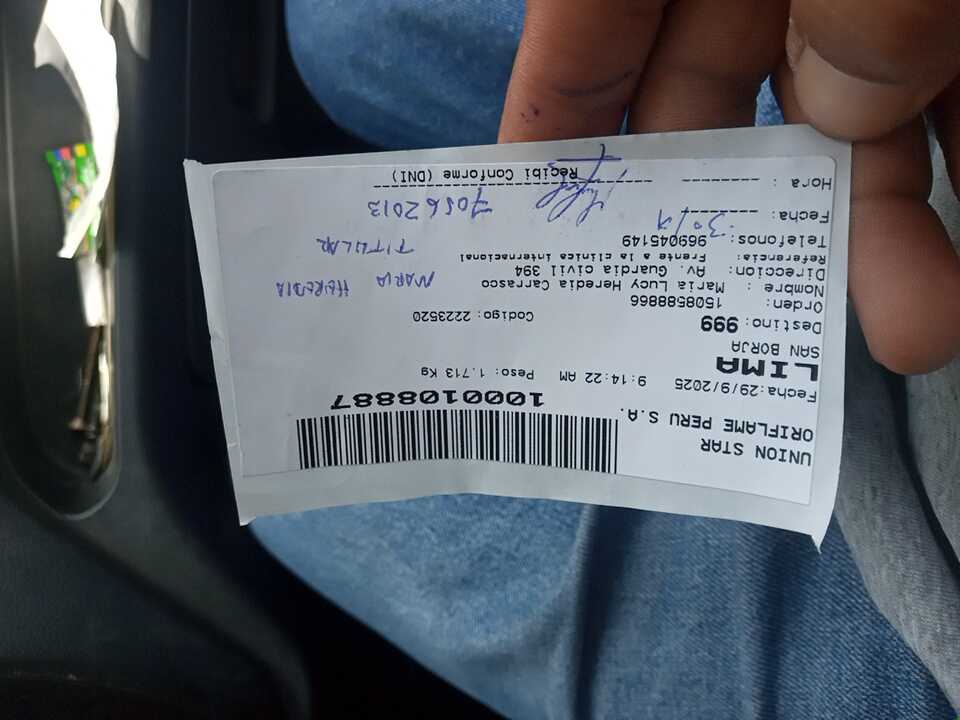 UNION STAR
ORIFLAME PERU S.A.
1000108887
Fecha:29/9/2025 9:14:22 AM Peso: 1.713 Kg
LIMA
SAN BORJA
Destino: 999 Codigo: 2223520
Orden: 1508588866
Nombre : Maria Lucy Heredia Carrasco
Direccion: Av. Guardia civil 394
Referencia: Frente a la clinica internacional
Telefonos: 969045149
Fecha : 30/9
Hora :
MARIA HEREDIA
TITULAR
70562013
Recibi Conforme (DNI)